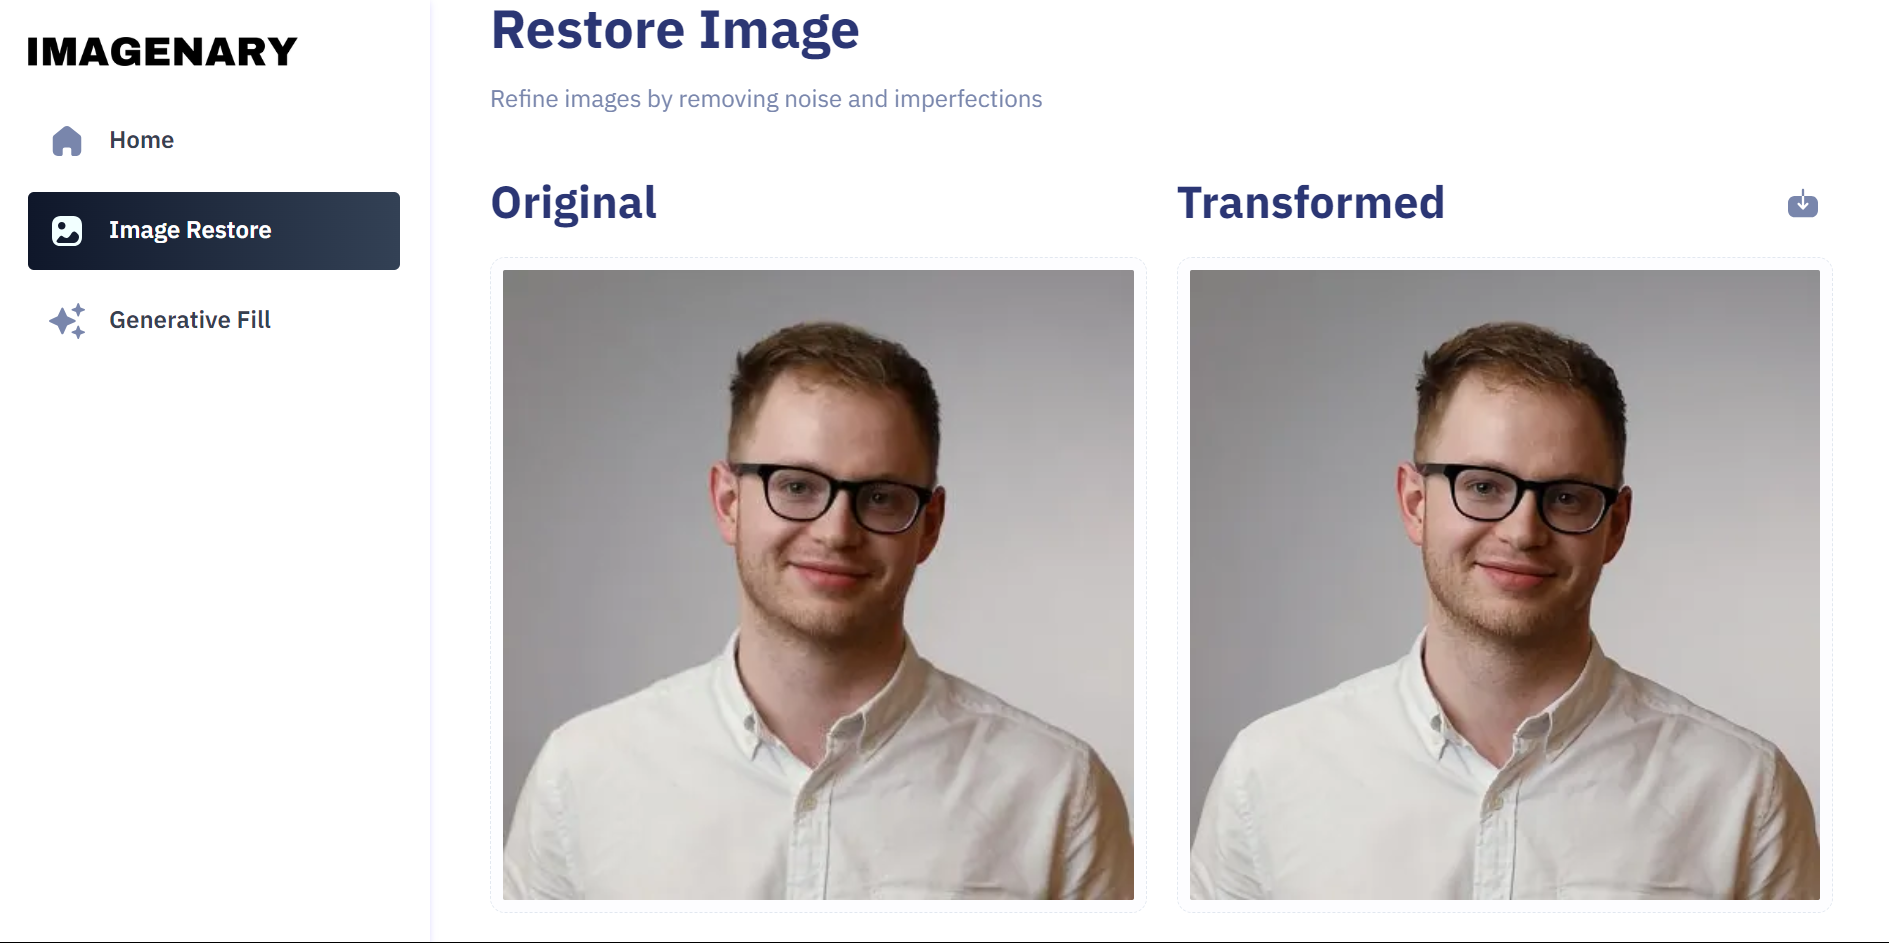 IMAGENARY
Home
Image Restore
Generative Fill
Restore Image
Refine images by removing noise and imperfections
Original
Transformed